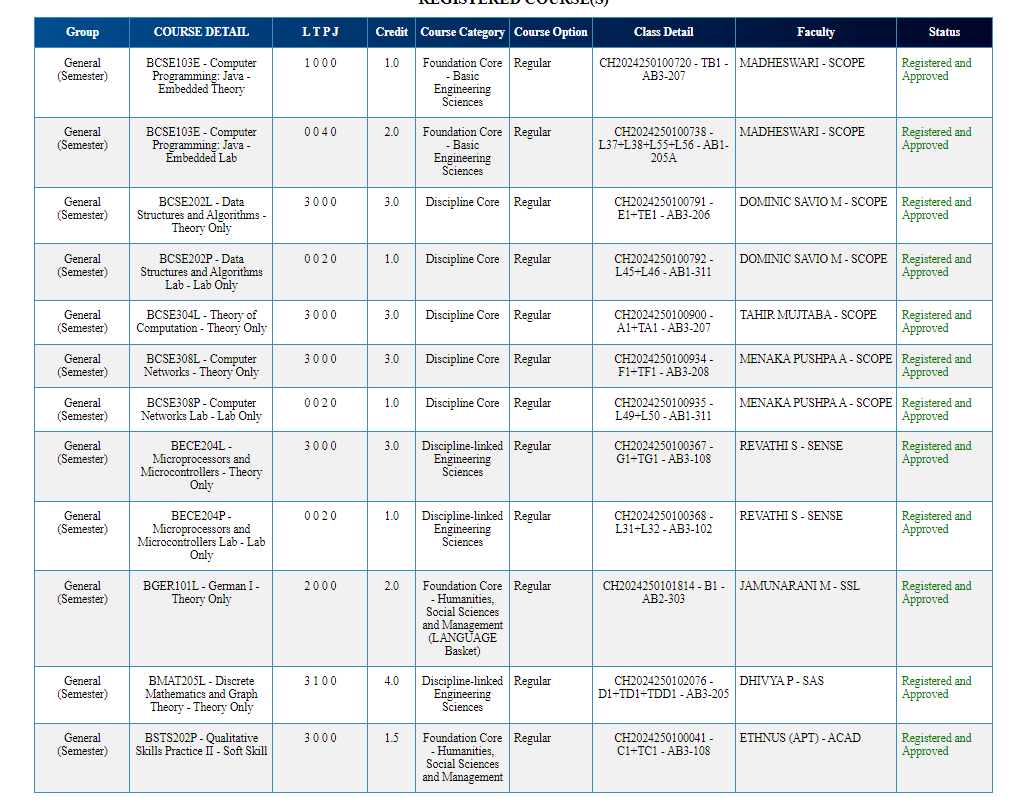 REGISTERED COURSE(S)
Group COURSE DETAIL L T P J Credit Course Category Course Option Class Detail Faculty Status
General (Semester) BCSE103E - Computer Programming: Java - Embedded Theory 1 0 0 0 1.0 Foundation Core - Basic Engineering Sciences Regular CH2024250100720 - TB1 - AB3-207 MADHESWARI - SCOPE Registered and Approved
General (Semester) BCSE103E - Computer Programming: Java - Embedded Lab 0 0 4 0 2.0 Foundation Core - Basic Engineering Sciences Regular CH2024250100738 - L37+L38+L55+L56 - AB1-205A MADHESWARI - SCOPE Registered and Approved
General (Semester) BCSE202L - Data Structures and Algorithms - Theory Only 3 0 0 0 3.0 Discipline Core Regular CH2024250100791 - E1+TE1 - AB3-206 DOMINIC SAVIO M - SCOPE Registered and Approved
General (Semester) BCSE202P - Data Structures and Algorithms Lab - Lab Only 0 0 2 0 1.0 Discipline Core Regular CH2024250100792 - L45+L46 - AB1-311 DOMINIC SAVIO M - SCOPE Registered and Approved
General (Semester) BCSE304L - Theory of Computation - Theory Only 3 0 0 0 3.0 Discipline Core Regular CH2024250100900 - A1+TA1 - AB3-207 TAHIR MUJTABA - SCOPE Registered and Approved
General (Semester) BCSE308L - Computer Networks - Theory Only 3 0 0 0 3.0 Discipline Core Regular CH2024250100934 - F1+TF1 - AB3-208 MENAKA PUSHPA A - SCOPE Registered and Approved
General (Semester) BCSE308P - Computer Networks Lab - Lab Only 0 0 2 0 1.0 Discipline Core Regular CH2024250100935 - L49+L50 - AB1-311 MENAKA PUSHPA A - SCOPE Registered and Approved
General (Semester) BECE204L - Microprocessors and Microcontrollers - Theory Only 3 0 0 0 3.0 Discipline-linked Engineering Sciences Regular CH2024250100367 - G1+TG1 - AB3-108 REVATHI S - SENSE Registered and Approved
General (Semester) BECE204P - Microprocessors and Microcontrollers Lab - Lab Only 0 0 2 0 1.0 Discipline-linked Engineering Sciences Regular CH2024250100368 - L31+L32 - AB3-102 REVATHI S - SENSE Registered and Approved
General (Semester) BGER101L - German I - Theory Only 2 0 0 0 2.0 Foundation Core - Humanities, Social Sciences and Management (LANGUAGE Basket) Regular CH2024250101814 - B1 - AB2-303 JAMUNARANI M - SSL Registered and Approved
General (Semester) BMAT205L - Discrete Mathematics and Graph Theory - Theory Only 3 1 0 0 4.0 Discipline-linked Engineering Sciences Regular CH2024250102076 - D1+TD1+TDD1 - AB3-205 DHIVYA P - SAS Registered and Approved
General (Semester) BSTS202P - Qualitative Skills Practice II - Soft Skill 3 0 0 0 1.5 Foundation Core - Humanities, Social Sciences and Management Regular CH2024250100041 - C1+TC1 - AB3-108 ETHNUS (APT) - ACAD Registered and Approved